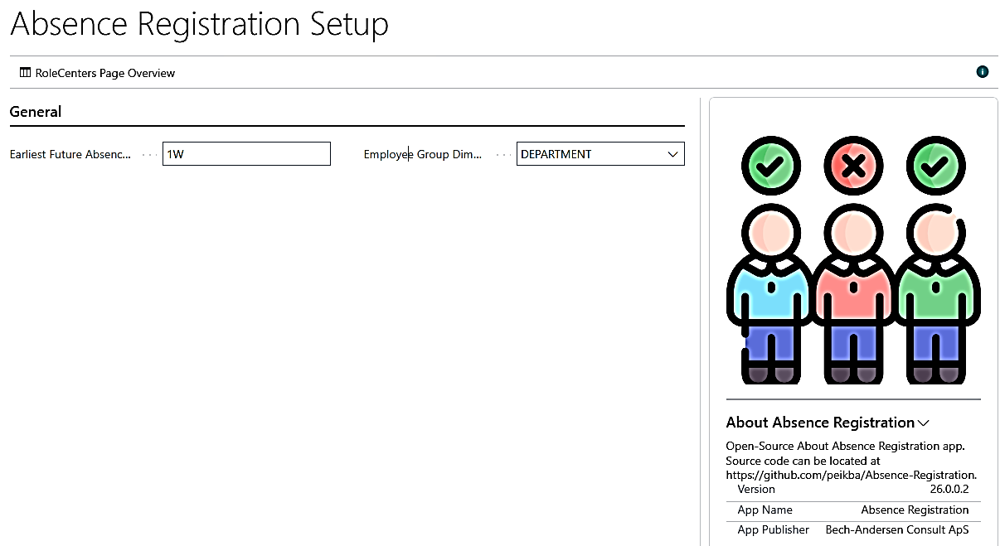 Absence Registration Setup
RoleCenters Page Overview
General
Earliest Future Absenc... 1W Employee Group Dim... DEPARTMENT
About Absence Registration
Open-Source About Absence Registration app.
Source code can be located at
https://github.com/peikba/Absence-Registration.
Version 26.0.0.2
App Name Absence Registration
App Publisher Bech-Andersen Consult ApS